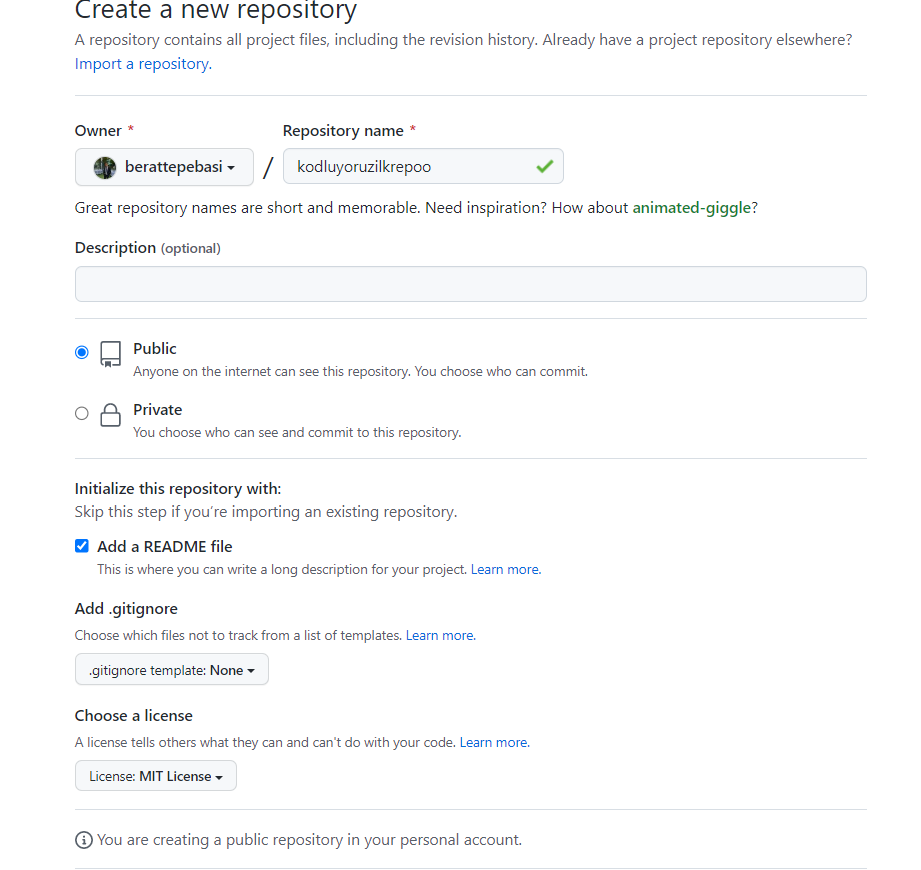 Create a new repository
A repository contains all project files, including the revision history. Already have a project repository elsewhere?
Import a repository.
Owner * Repository name *
berattepebasi / kodluyoruzilkrepoo
Great repository names are short and memorable. Need inspiration? How about animated-giggle?
Description (optional)
Public
Anyone on the internet can see this repository. You choose who can commit.
Private
You choose who can see and commit to this repository.
Initialize this repository with:
Skip this step if you're importing an existing repository.
Add a README file
This is where you can write a long description for your project. Learn more.
Add .gitignore
Choose which files not to track from a list of templates. Learn more.
.gitignore template: None
Choose a license
A license tells others what they can and can't do with your code. Learn more.
License: MIT License
You are creating a public repository in your personal account.